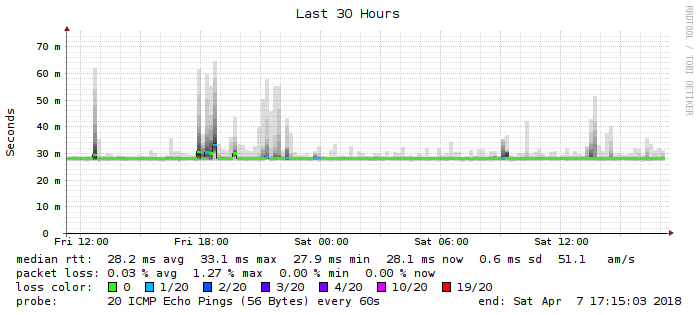 Last 30 Hours
RRDTOOL / TOBI OETIKER
Seconds
70 m
60 m
50 m
40 m
30 m
20 m
10 m
0
Fri 12:00 Fri 18:00 Sat 00:00 Sat 06:00 Sat 12:00
median rtt: 28.2 ms avg 33.1 ms max 27.9 ms min 28.1 ms now 0.6 ms sd 51.1 am/s
packet loss: 0.03 % avg 1.27 % max 0.00 % min 0.00 % now
loss color: 0 1/20 2/20 3/20 4/20 10/20 19/20
probe: 20 ICMP Echo Pings (56 Bytes) every 60s end: Sat Apr 7 17:15:03 2018